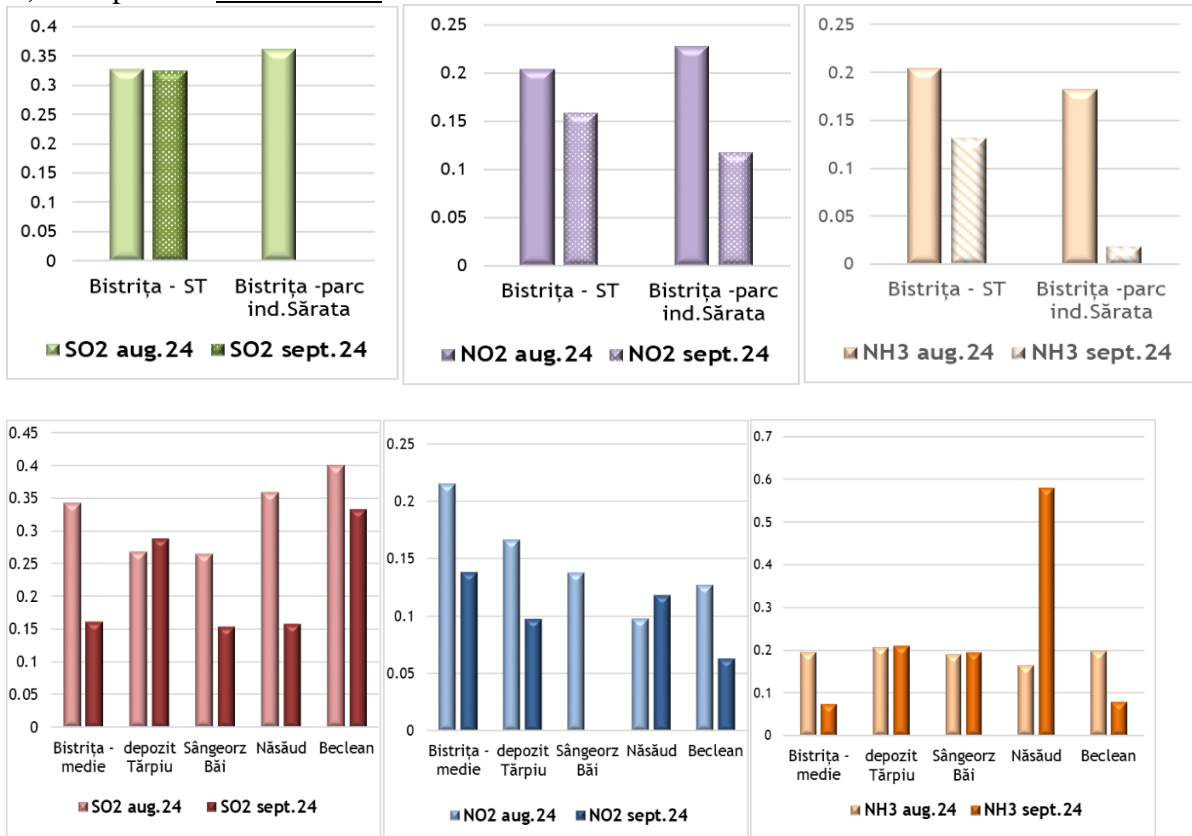 0.4
0.35
0.3
0.25
0.2
0.15
0.1
0.05
0
Bistrița - ST
Bistrița -parc
ind.Sărata
SO2 aug.24
SO2 sept.24
0.25
0.2
0.15
0.1
0.05
0
Bistrița - ST
Bistrița -parc
ind.Sărata
NO2 aug.24
NO2 sept.24
0.25
0.2
0.15
0.1
0.05
0
Bistrița - ST
Bistrița -parc
ind.Sărata
NH3 aug.24
NH3 sept.24
0.45
0.4
0.35
0.3
0.25
0.2
0.15
0.1
0.05
0
Bistrița -
medie
depozit
Tărpiu
Sângeorz
Băi
Năsăud
Beclean
SO2 aug.24
SO2 sept.24
0.25
0.2
0.15
0.1
0.05
0
Bistrița -
medie
depozit
Tărpiu
Sângeorz
Băi
Năsăud
Beclean
NO2 aug.24
NO2 sept.24
0.7
0.6
0.5
0.4
0.3
0.2
0.1
0
Bistrița -
medie
depozit
Tărpiu
Sângeorz
Băi
Năsăud
Beclean
NH3 aug.24
NH3 sept.24